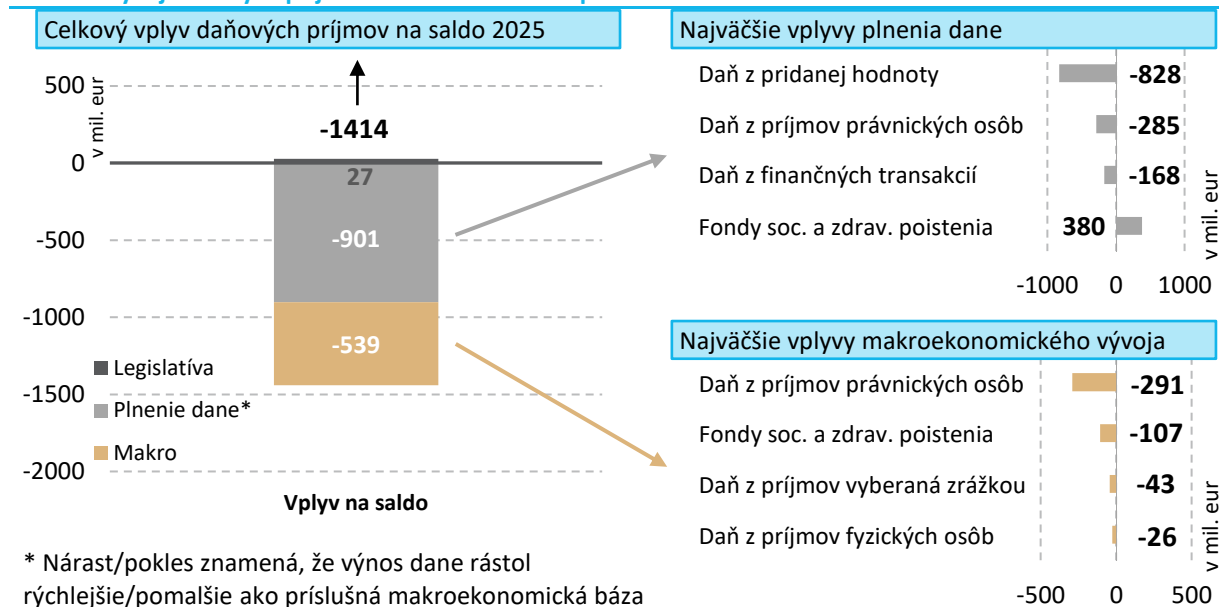 Celkový vplyv daňových príjmov na saldo 2025
v mil. eur
500
0
-500
-1000
-1500
-2000
-1414
27
-901
-539
Legislatíva
Plnenie dane*
Makro
Vplyv na saldo
* Nárast/pokles znamená, že výnos dane rástol
rýchlejšie/pomalšie ako príslušná makroekonomická báza
Najväčšie vplyvy plnenia dane
Daň z pridanej hodnoty -828
Daň z príjmov právnických osôb -285
Daň z finančných transakcií -168
Fondy soc. a zdrav. poistenia 380
-1000 0 1000
v mil. eur
Najväčšie vplyvy makroekonomického vývoja
Daň z príjmov právnických osôb -291
Fondy soc. a zdrav. poistenia -107
Daň z príjmov vyberaná zrážkou -43
Daň z príjmov fyzických osôb -26
-500 0 500
v mil. eur